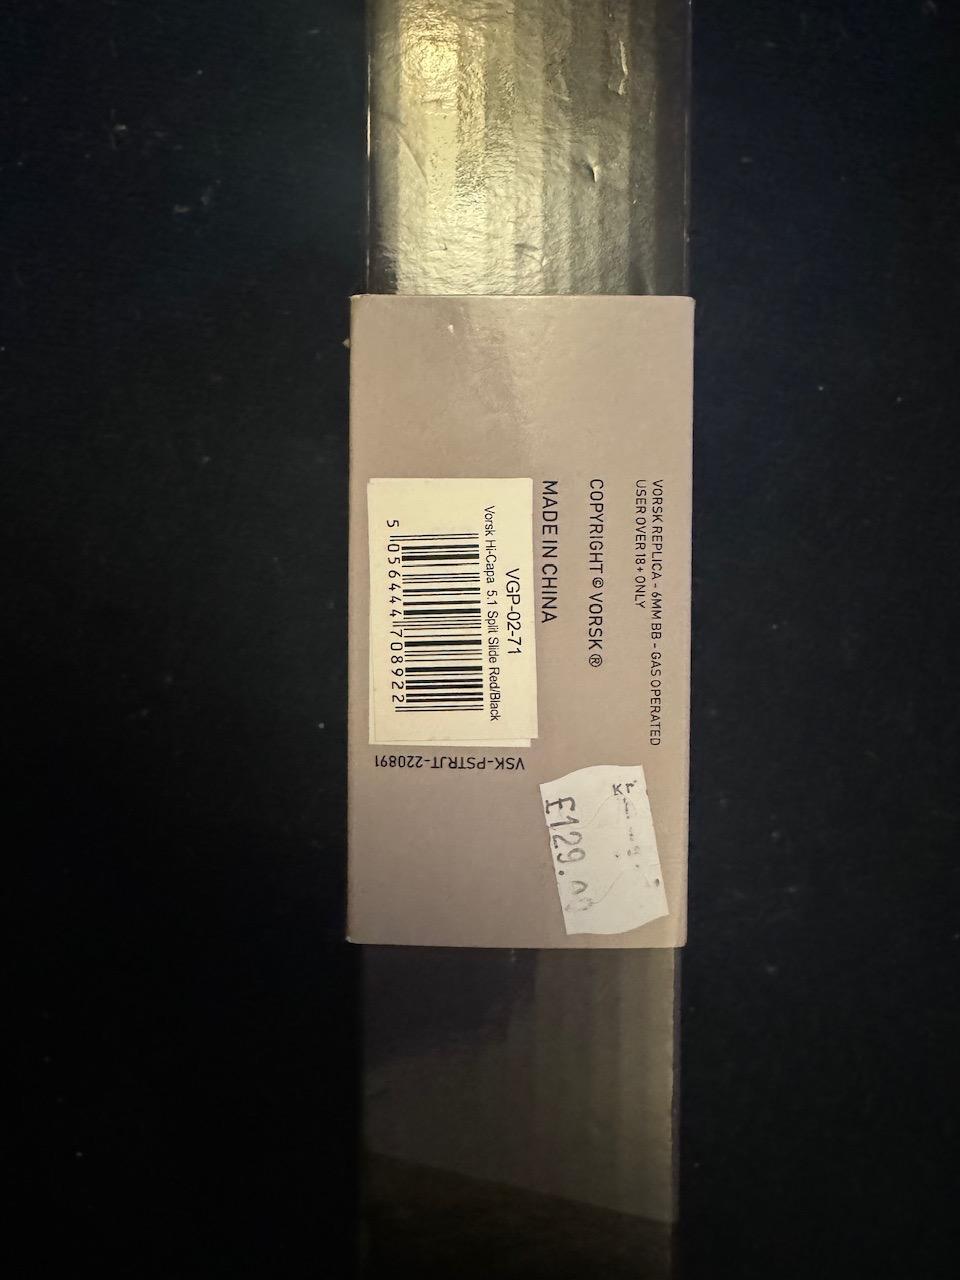 VORSK REPLICA - 6MM BB - GAS OPERATED
USER OVER 18+ ONLY
COPYRIGHT © VORSK ®
MADE IN CHINA
VGP-02-71
Vorsk Hi-Capa 5.1 Split Slide Red/Black
5 056444 708922
VSK-PSTRJT-220891
£129.00